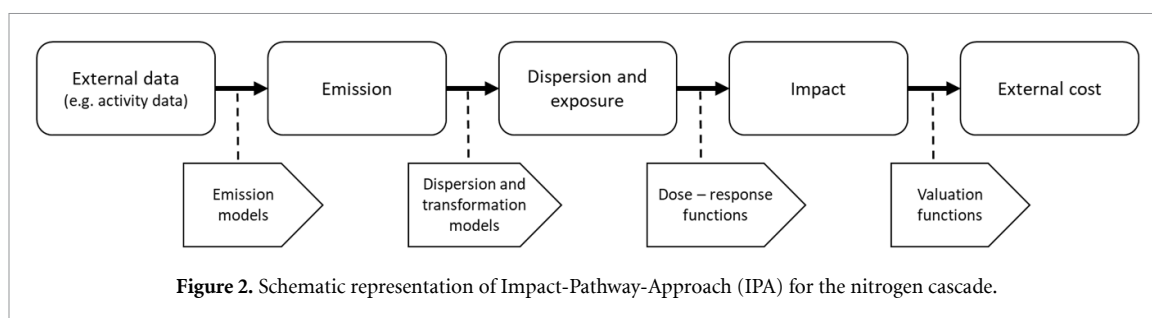 External data
(e.g. activity data)
Emission
Dispersion and
exposure
Impact
External cost
Emission
models
Dispersion and
transformation
models
Dose – response
functions
Valuation
functions
Figure 2. Schematic representation of Impact-Pathway-Approach (IPA) for the nitrogen cascade.